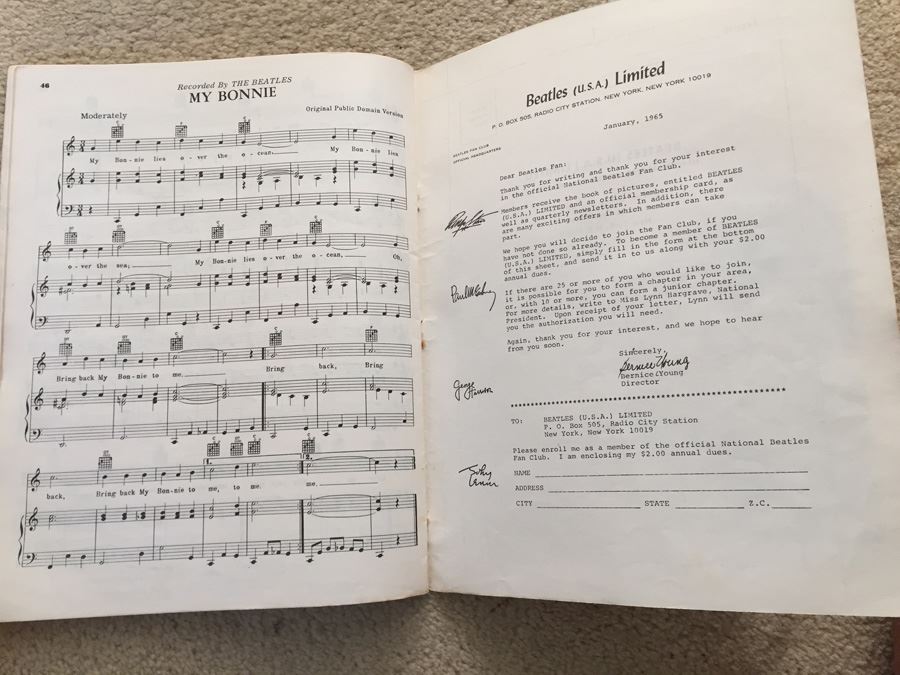 46
Recorded By THE BEATLES
MY BONNIE
Moderately
Original Public Domain Version
My Bon-nie lies o-ver the o-cean. My Bon-nie lies
o-ver the sea; My Bon-nie lies o-ver the o-cean, Oh,
Bring back My Bon-nie to me. Bring back, Bring
back, Bring back My Bon-nie to me, to me. me.
Beatles (U.S.A.) Limited
P. O. BOX 505, RADIO CITY STATION, NEW YORK, NEW YORK 10019
BEATLES FAN CLUB
OFFICIAL HEADQUARTERS
January, 1965
Dear Beatles Fan:
Thank you for writing and thank you for your interest
in the official National Beatles Fan Club.
Members receive the book of pictures, entitled BEATLES
(U.S.A.) LIMITED and an official membership card, as
well as quarterly newsletters. In addition, there
are many exciting offers in which members can take
part.
We hope you will decide to join the Fan Club, if you
have not done so already. To become a member of BEATLES
(U.S.A.) LIMITED, simply fill in the form at the bottom
of this sheet, and send it in to us along with your $2.00
annual dues.
If there are 25 or more of you who would like to join,
it is possible for you to form a chapter in your area,
or, with 10 or more, you can form a junior chapter.
For more details, write to Miss Lynn Hargrave, National
President. Upon receipt of your letter, Lynn will send
you the authorization you will need.
Again, thank you for your interest, and we hope to hear
from you soon.
Sincerely,
Bernice Young
Bernice Young
Director
TO: BEATLES (U.S.A.) LIMITED
P. O. Box 505, Radio City Station
New York, New York 10019
Please enroll me as a member of the official National Beatles
Fan Club. I am enclosing my $2.00 annual dues.
NAME
ADDRESS
CITY STATE Z.C.